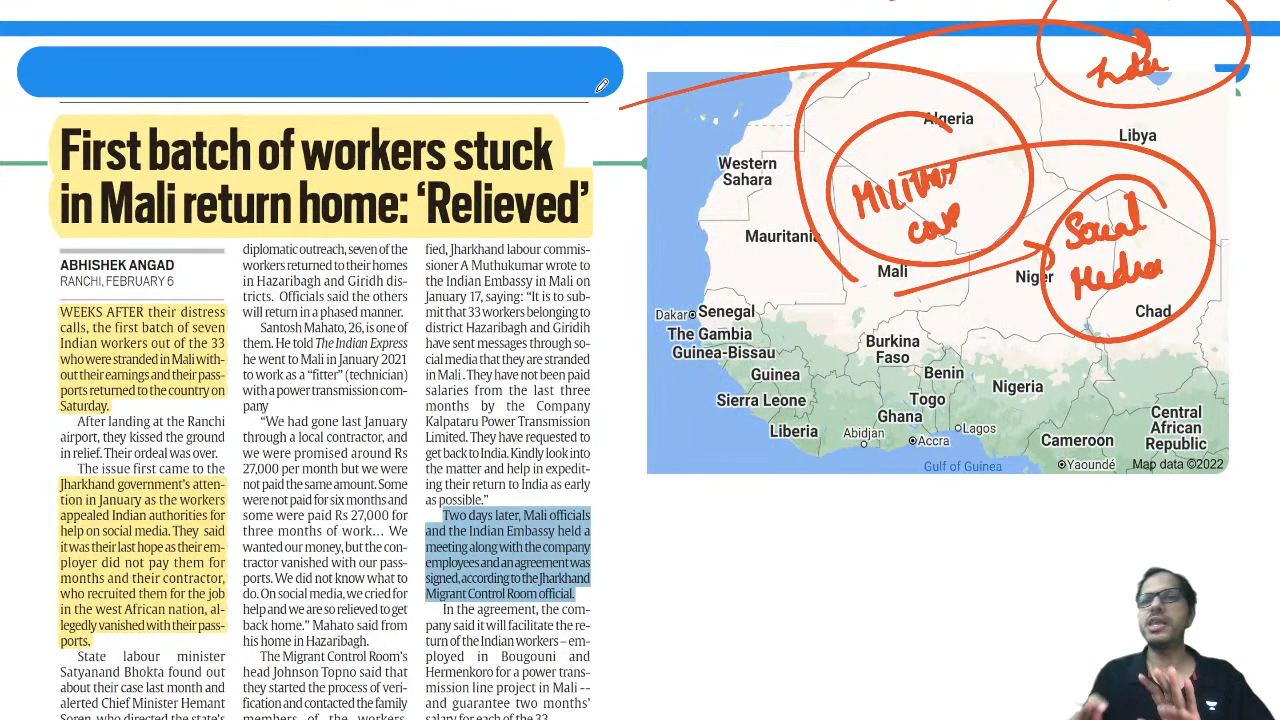 First batch of workers stuck
in Mali return home: ‘Relieved’
ABHISHEK ANGAD
RANCHI, FEBRUARY 6
WEEKS AFTER their distress
calls, the first batch of seven
Indian workers out of the 33
who were stranded in Mali with-
out their earnings and their pass-
ports returned to the country on
Saturday.
After landing at the Ranchi
airport, they kissed the ground
in relief. Their ordeal was over.
The issue first came to the
Jharkhand government's atten-
tion in January as the workers
appealed Indian authorities for
help on social media. They said
it was their last hope as their em-
ployer did not pay them for
months and their contractor,
who recruited them for the job
in the west African nation, al-
legedly vanished with their pass-
ports.
State labour minister
Satyanand Bhokta found out
about their case last month and
alerted Chief Minister Hemant
Soren, who directed the state's
diplomatic outreach, seven of the
workers returned to their homes
in Hazaribagh and Giridih dis-
tricts. Officials said the others
will return in a phased manner.
Santosh Mahato, 26, is one of
them. He told The Indian Express
he went to Mali in January 2021
to work as a “fitter” (technician)
with a power transmission com-
pany
“We had gone last January
through a local contractor, and
we were promised around Rs
27,000 per month but we were
not paid the same amount. Some
were not paid for six months and
some were paid Rs 27,000 for
three months of work... We
wanted our money, but the con-
tractor vanished with our pass-
ports. We did not know what to
do. On social media, we cried for
help and we are so relieved to get
back home.” Mahato said from
his home in Hazaribagh.
The Migrant Control Room's
head Johnson Topno said that
they started the process of veri-
fication and contacted the family
members of the workers.
fied, Jharkhand labour commis-
sioner A Muthukumar wrote to
the Indian Embassy in Mali on
January 17, saying: “It is to sub-
mit that 33 workers belonging to
district Hazaribagh and Giridih
have sent messages through so-
cial media that they are stranded
in Mali . They have not been paid
salaries from the last three
months by the Company
Kalpataru Power Transmission
Limited. They have requested to
get back to India. Kindly look into
the matter and help in expedit-
ing their return to India as early
as possible.”
Two days later, Mali officials
and the Indian Embassy held a
meeting along with the company
employees and an agreement was
signed, according to the Jharkhand
Migrant Control Room official.
In the agreement, the com-
pany said it will facilitate the re-
turn of the Indian workers – em-
ployed in Bougouni and
Hermenkoro for a power trans-
mission line project in Mali --
and guarantee two months'
salary for each of the 33
Algeria
Libya
Western
Sahara
Mauritania
Mali
Niger
Chad
Dakar
Senegal
The Gambia
Guinea-Bissau
Burkina
Faso
Guinea
Benin
Nigeria
Sierra Leone
Togo
Ghana
Liberia
Abidjan
Accra
Lagos
Central
African
Republic
Cameroon
Yaoundé
Gulf of Guinea
Map data ©2022
Social
Media